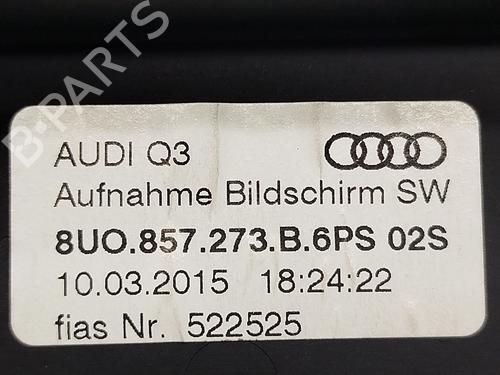 B-PARTS
AUDI Q3
Aufnahme Bildschirm SW
8UO.857.273.B.6PS 02S
10.03.2015 18:24:22
fias Nr. 522525
B-PARTS